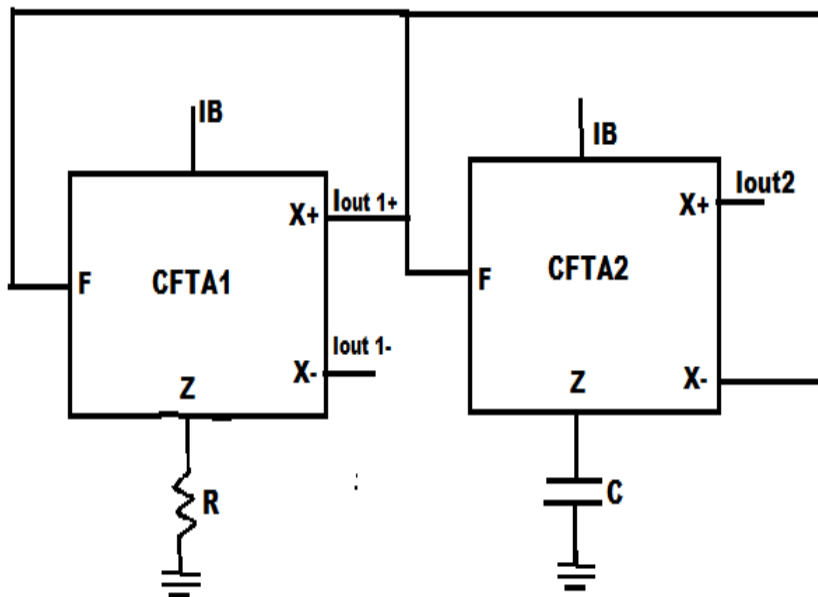 IB
IB
X+
Iout 1+
X+
Iout2
F
CFTA1
F
CFTA2
Iout 1-
X-
X-
Z
Z
R
C